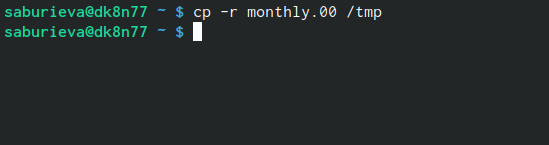 saburieva@dk8n77 ~ $ cp -r monthly.00 /tmp
saburieva@dk8n77 ~ $